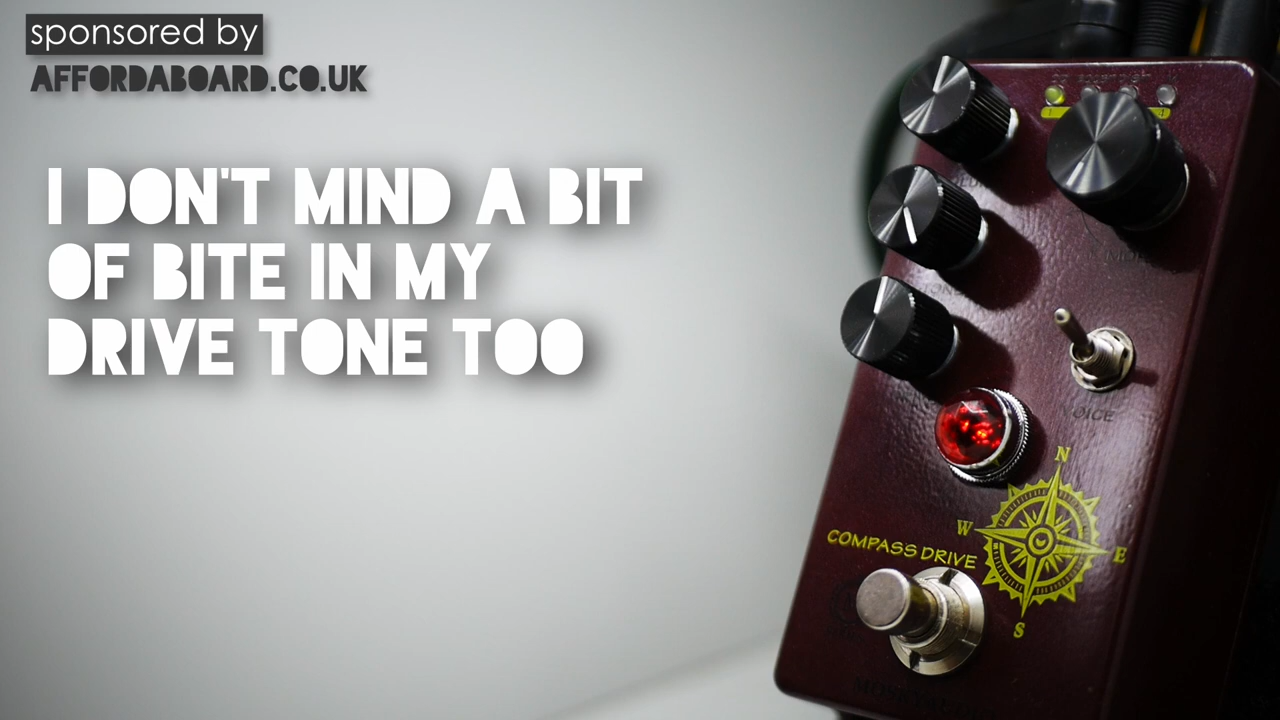 sponsored by
AFFORDABOARD.CO.UK
I DON'T MIND A BIT
OF BITE IN MY
DRIVE TONE TOO
VOICE
N
W
E
COMPASS DRIVE
S